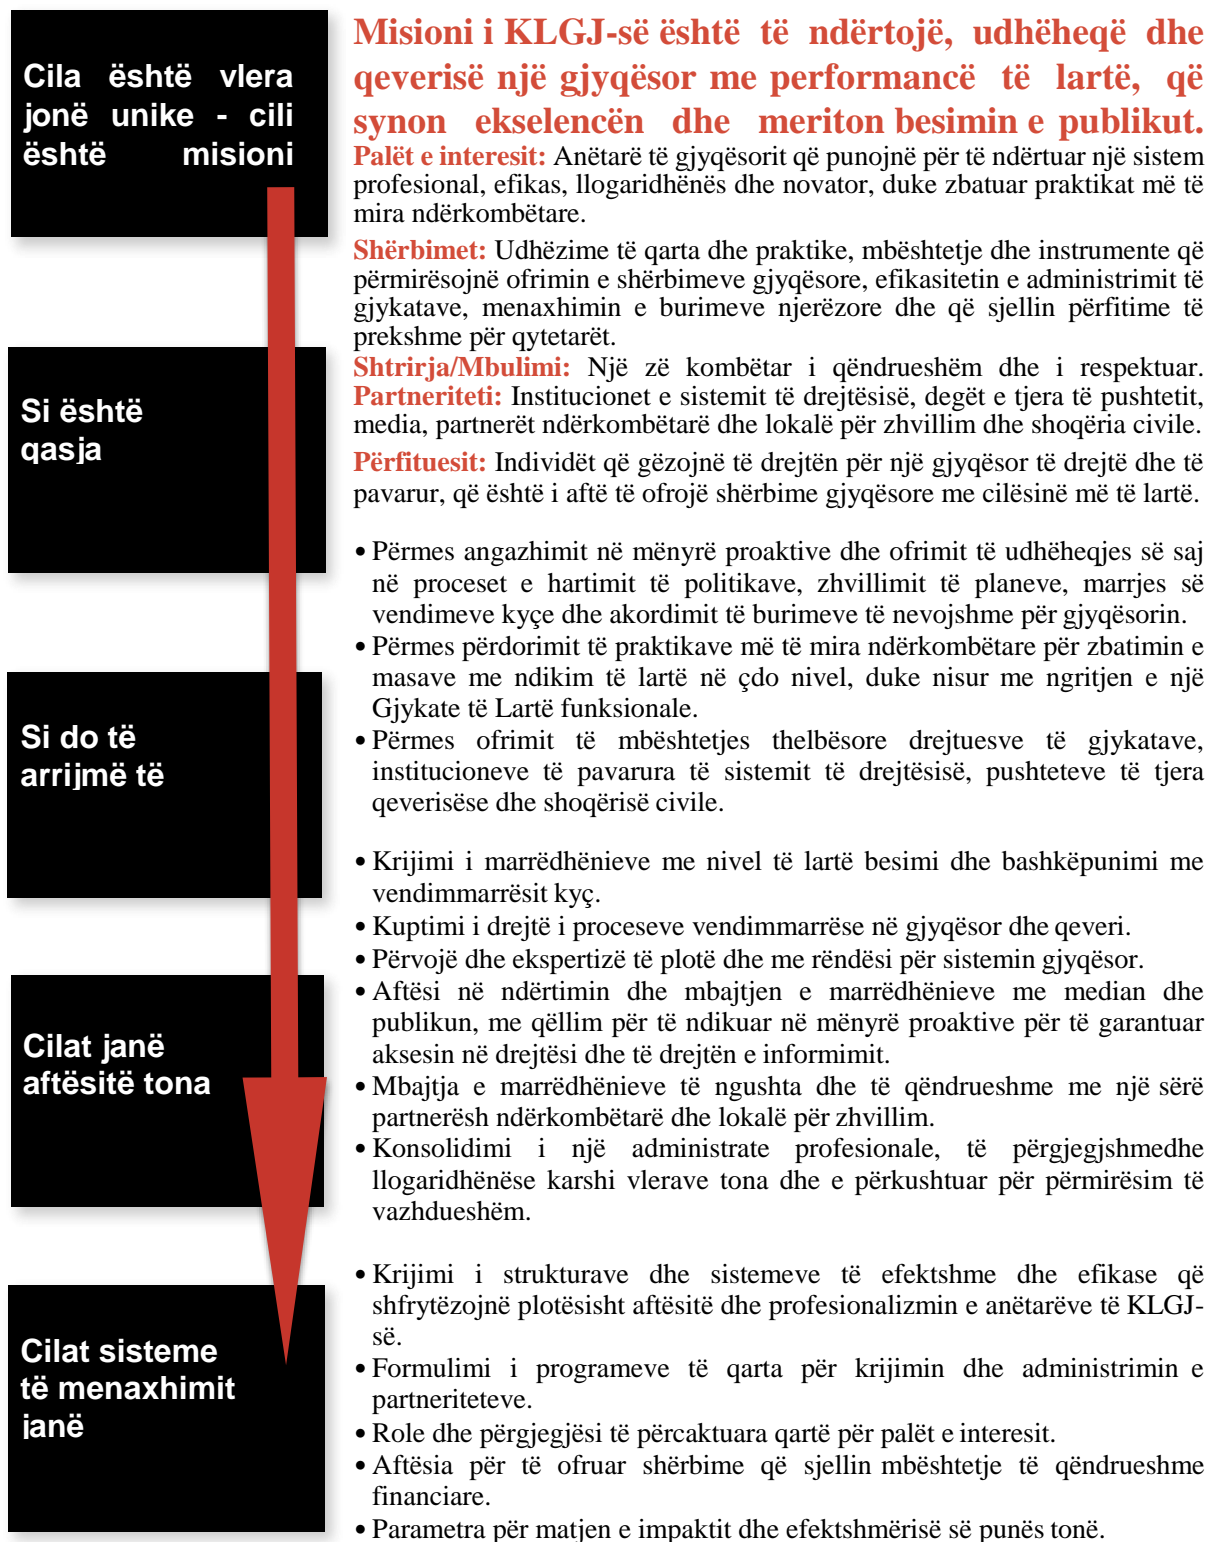 Cila është vlera
jonë unike - cili
është misioni
Misioni i KLGJ-së është të ndërtojë, udhëheqë dhe
qeverisë një gjyqësor me performancë të lartë, që
synon ekselencën dhe meriton besimin e publikut.
Palët e interesit: Anëtarë të gjyqësorit që punojnë për të ndërtuar një sistem
profesional, efikas, llogaridhënës dhe novator, duke zbatuar praktikat më të
mira ndërkombëtare.
Shërbimet: Udhëzime të qarta dhe praktike, mbështetje dhe instrumente që
përmirësojnë ofrimin e shërbimeve gjyqësore, efikasitetin e administrimit të
gjykatave, menaxhimin e burimeve njerëzore dhe që sjellin përfitime të
prekshme për qytetarët.
Si është
qasja
Shtrirja/Mbulimi: Një zë kombëtar i qëndrueshëm dhe i respektuar.
Partneriteti: Institucionet e sistemit të drejtësisë, degët e tjera të pushtetit,
media, partnerët ndërkombëtarë dhe lokalë për zhvillim dhe shoqëria civile.
Përfituesit: Individët që gëzojnë të drejtën për një gjyqësor të drejtë dhe të
pavarur, që është i aftë të ofrojë shërbime gjyqësore me cilësinë më të lartë.
• Përmes angazhimit në mënyrë proaktive dhe ofrimit të udhëheqjes së saj
në proceset e hartimit të politikave, zhvillimit të planeve, marrjes së
vendimeve kyçe dhe akordimit të burimeve të nevojshme për gjyqësorin.
• Përmes përdorimit të praktikave më të mira ndërkombëtare për zbatimin e
masave me ndikim të lartë në çdo nivel, duke nisur me ngritjen e një
Gjykate të Lartë funksionale.
Si do të
arrijmë të
• Përmes ofrimit të mbështetjes thelbësore drejtuesve të gjykatave,
institucioneve të pavarura të sistemit të drejtësisë, pushteteve të tjera
qeverisëse dhe shoqërisë civile.
• Krijimi i marrëdhënieve me nivel të lartë besimi dhe bashkëpunimi me
vendimmarrësit kyç.
• Kuptimi i drejtë i proceseve vendimmarrëse në gjyqësor dhe qeveri.
• Përvojë dhe ekspertizë të plotë dhe me rëndësi për sistemin gjyqësor.
Cilat janë
aftësitë tona
• Aftësi në ndërtimin dhe mbajtjen e marrëdhënieve me median dhe
publikun, me qëllim për të ndikuar në mënyrë proaktive për të garantuar
aksesin në drejtësi dhe të drejtën e informimit.
• Mbajtja e marrëdhënieve të ngushta dhe të qëndrueshme me një sërë
partnerësh ndërkombëtarë dhe lokalë për zhvillim.
• Konsolidimi i një administrate profesionale, të përgjegjshmedhe
llogaridhënëse karshi vlerave tona dhe e përkushtuar për përmirësim të
vazhdueshëm.
Cilat sisteme
të menaxhimit
janë
• Krijimi i strukturave dhe sistemeve të efektshme dhe efikase që
shfrytëzojnë plotësisht aftësitë dhe profesionalizmin e anëtarëve të KLGJ-
së.
• Formulimi i programeve të qarta për krijimin dhe administrimin e
partneriteteve.
• Role dhe përgjegjësi të përcaktuara qartë për palët e interesit.
• Aftësia për të ofruar shërbime që sjellin mbështetje të qëndrueshme
financiare.
• Parametra për matjen e impaktit dhe efektshmërisë së punës tonë.